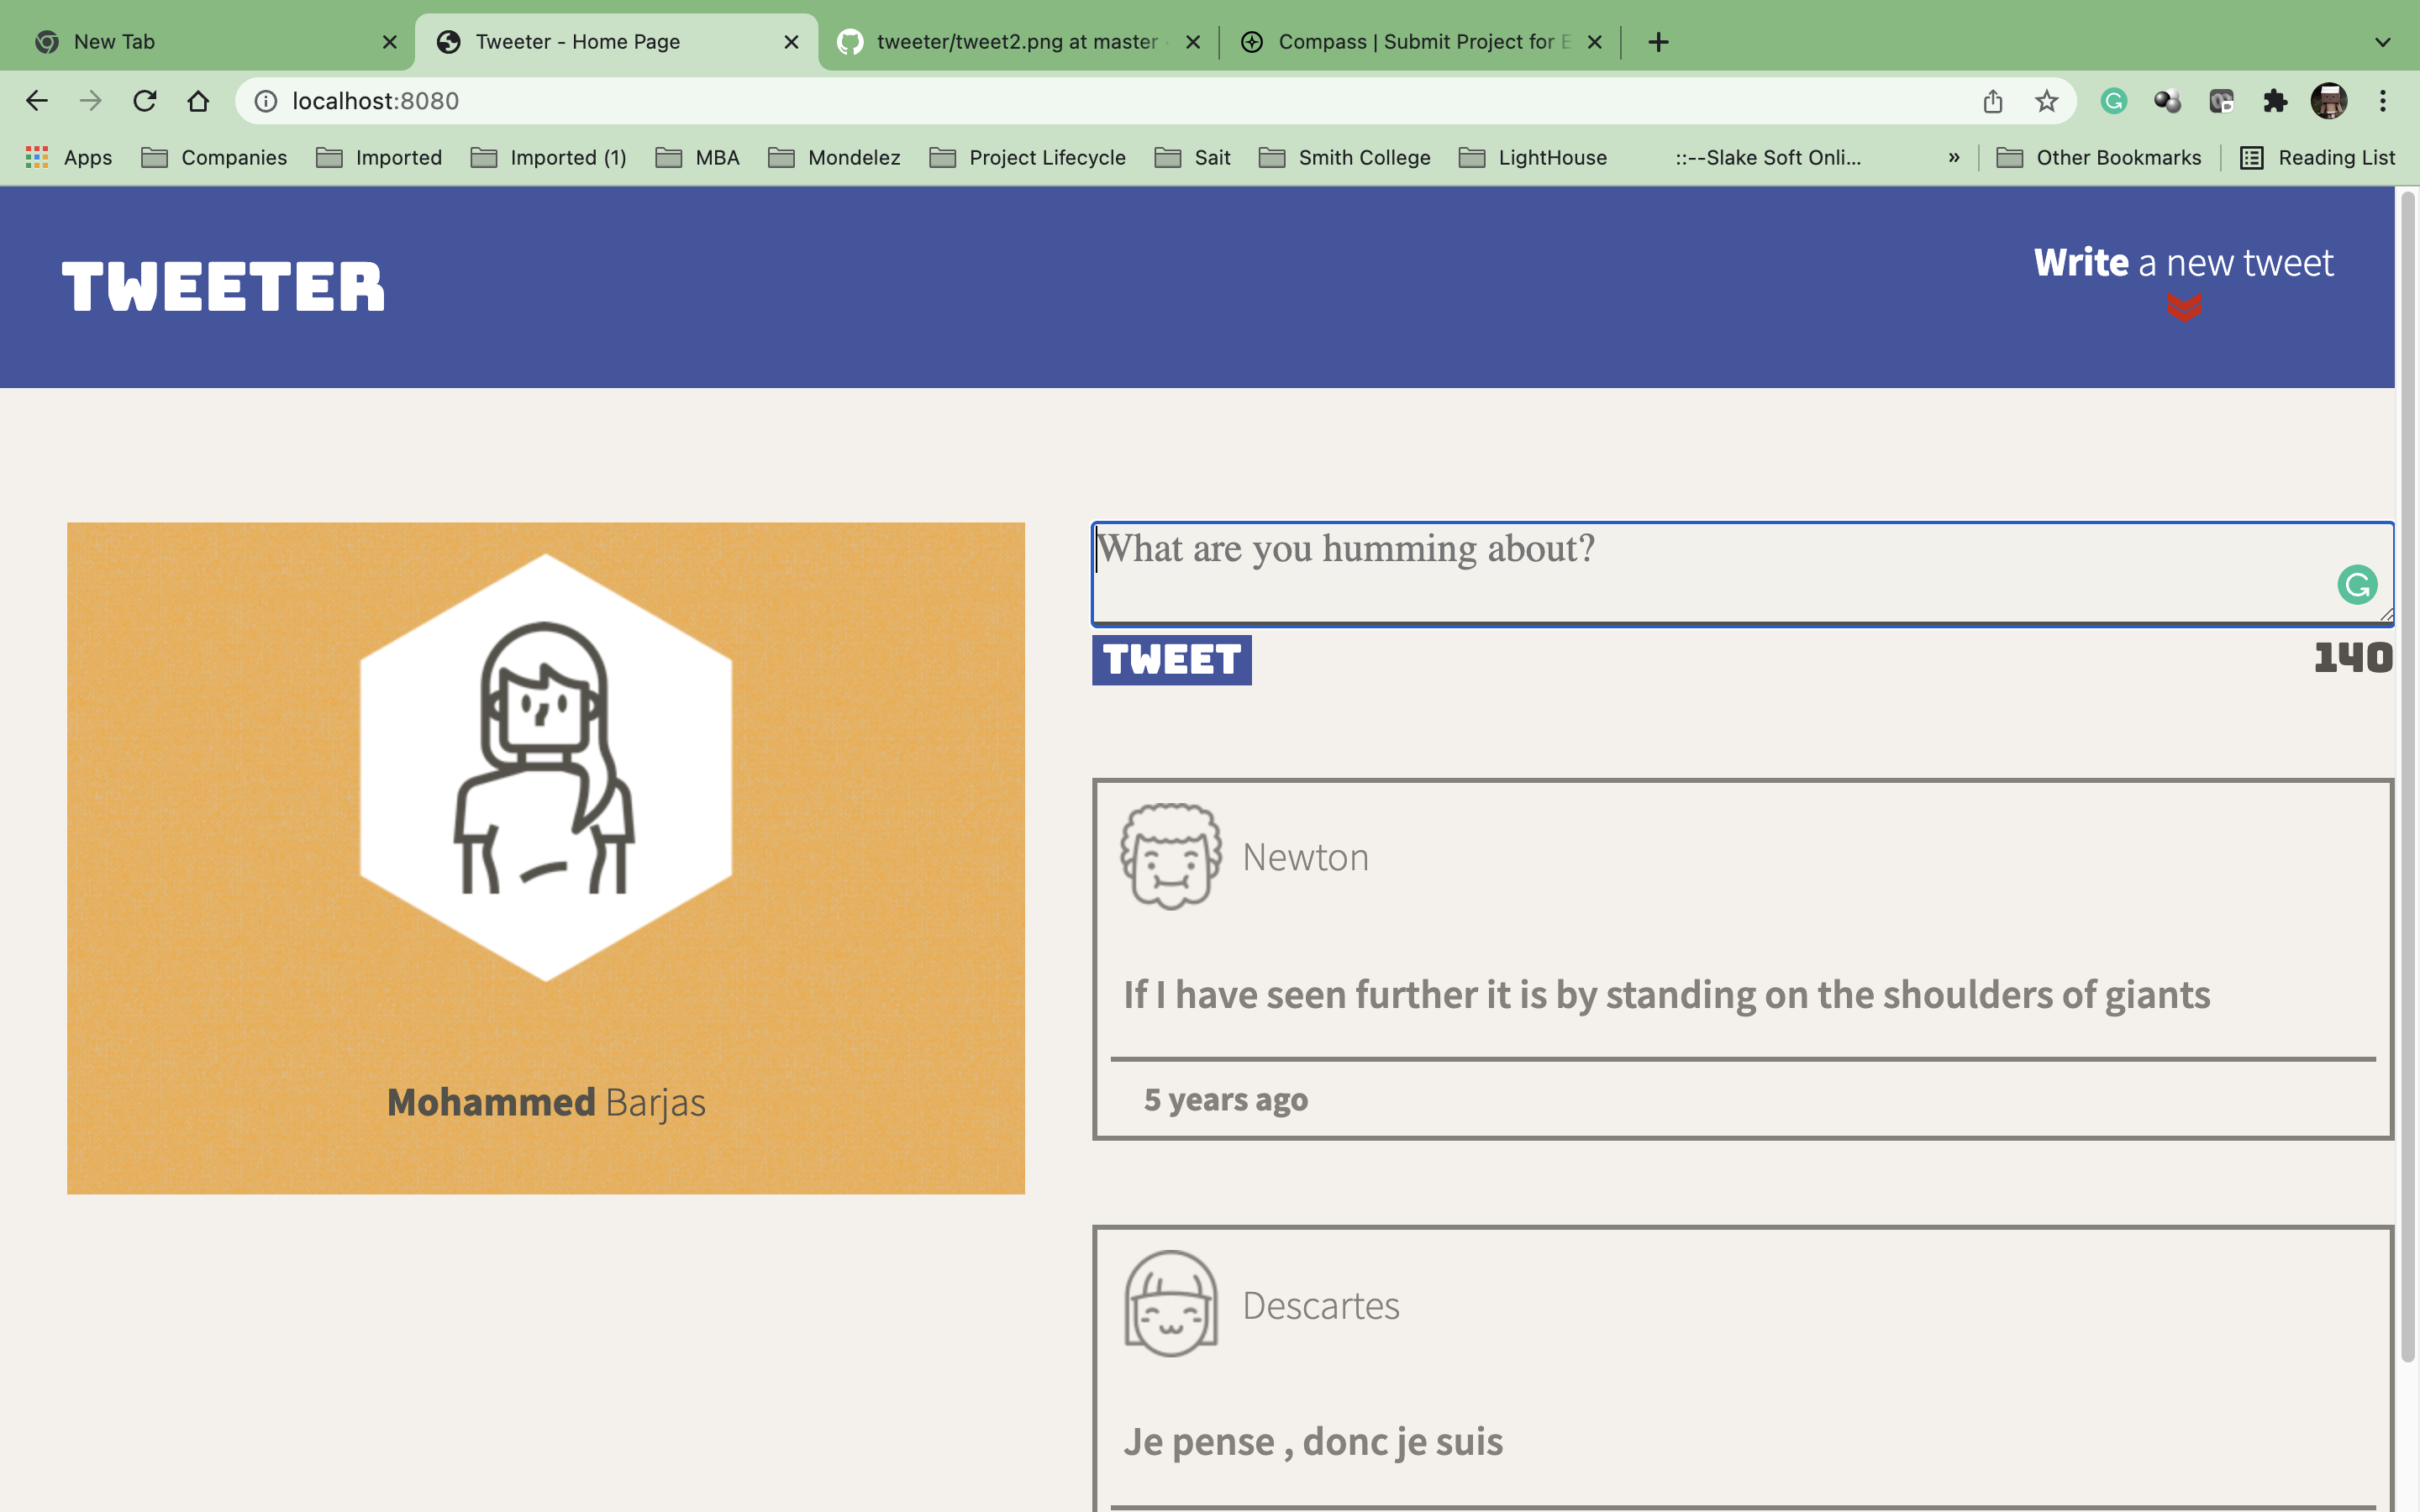 New Tab
Tweeter - Home Page
tweeter/tweet2.png at master
Compass | Submit Project for E
localhost:8080
Apps
Companies
Imported
Imported (1)
MBA
Mondelez
Project Lifecycle
Sait
Smith College
LightHouse
::--Slake Soft Onli...
»
Other Bookmarks
Reading List
TWEETER
Write a new tweet
What are you humming about?
TWEET
140
Mohammed Barjas
Newton
If I have seen further it is by standing on the shoulders of giants
5 years ago
Descartes
Je pense , donc je suis